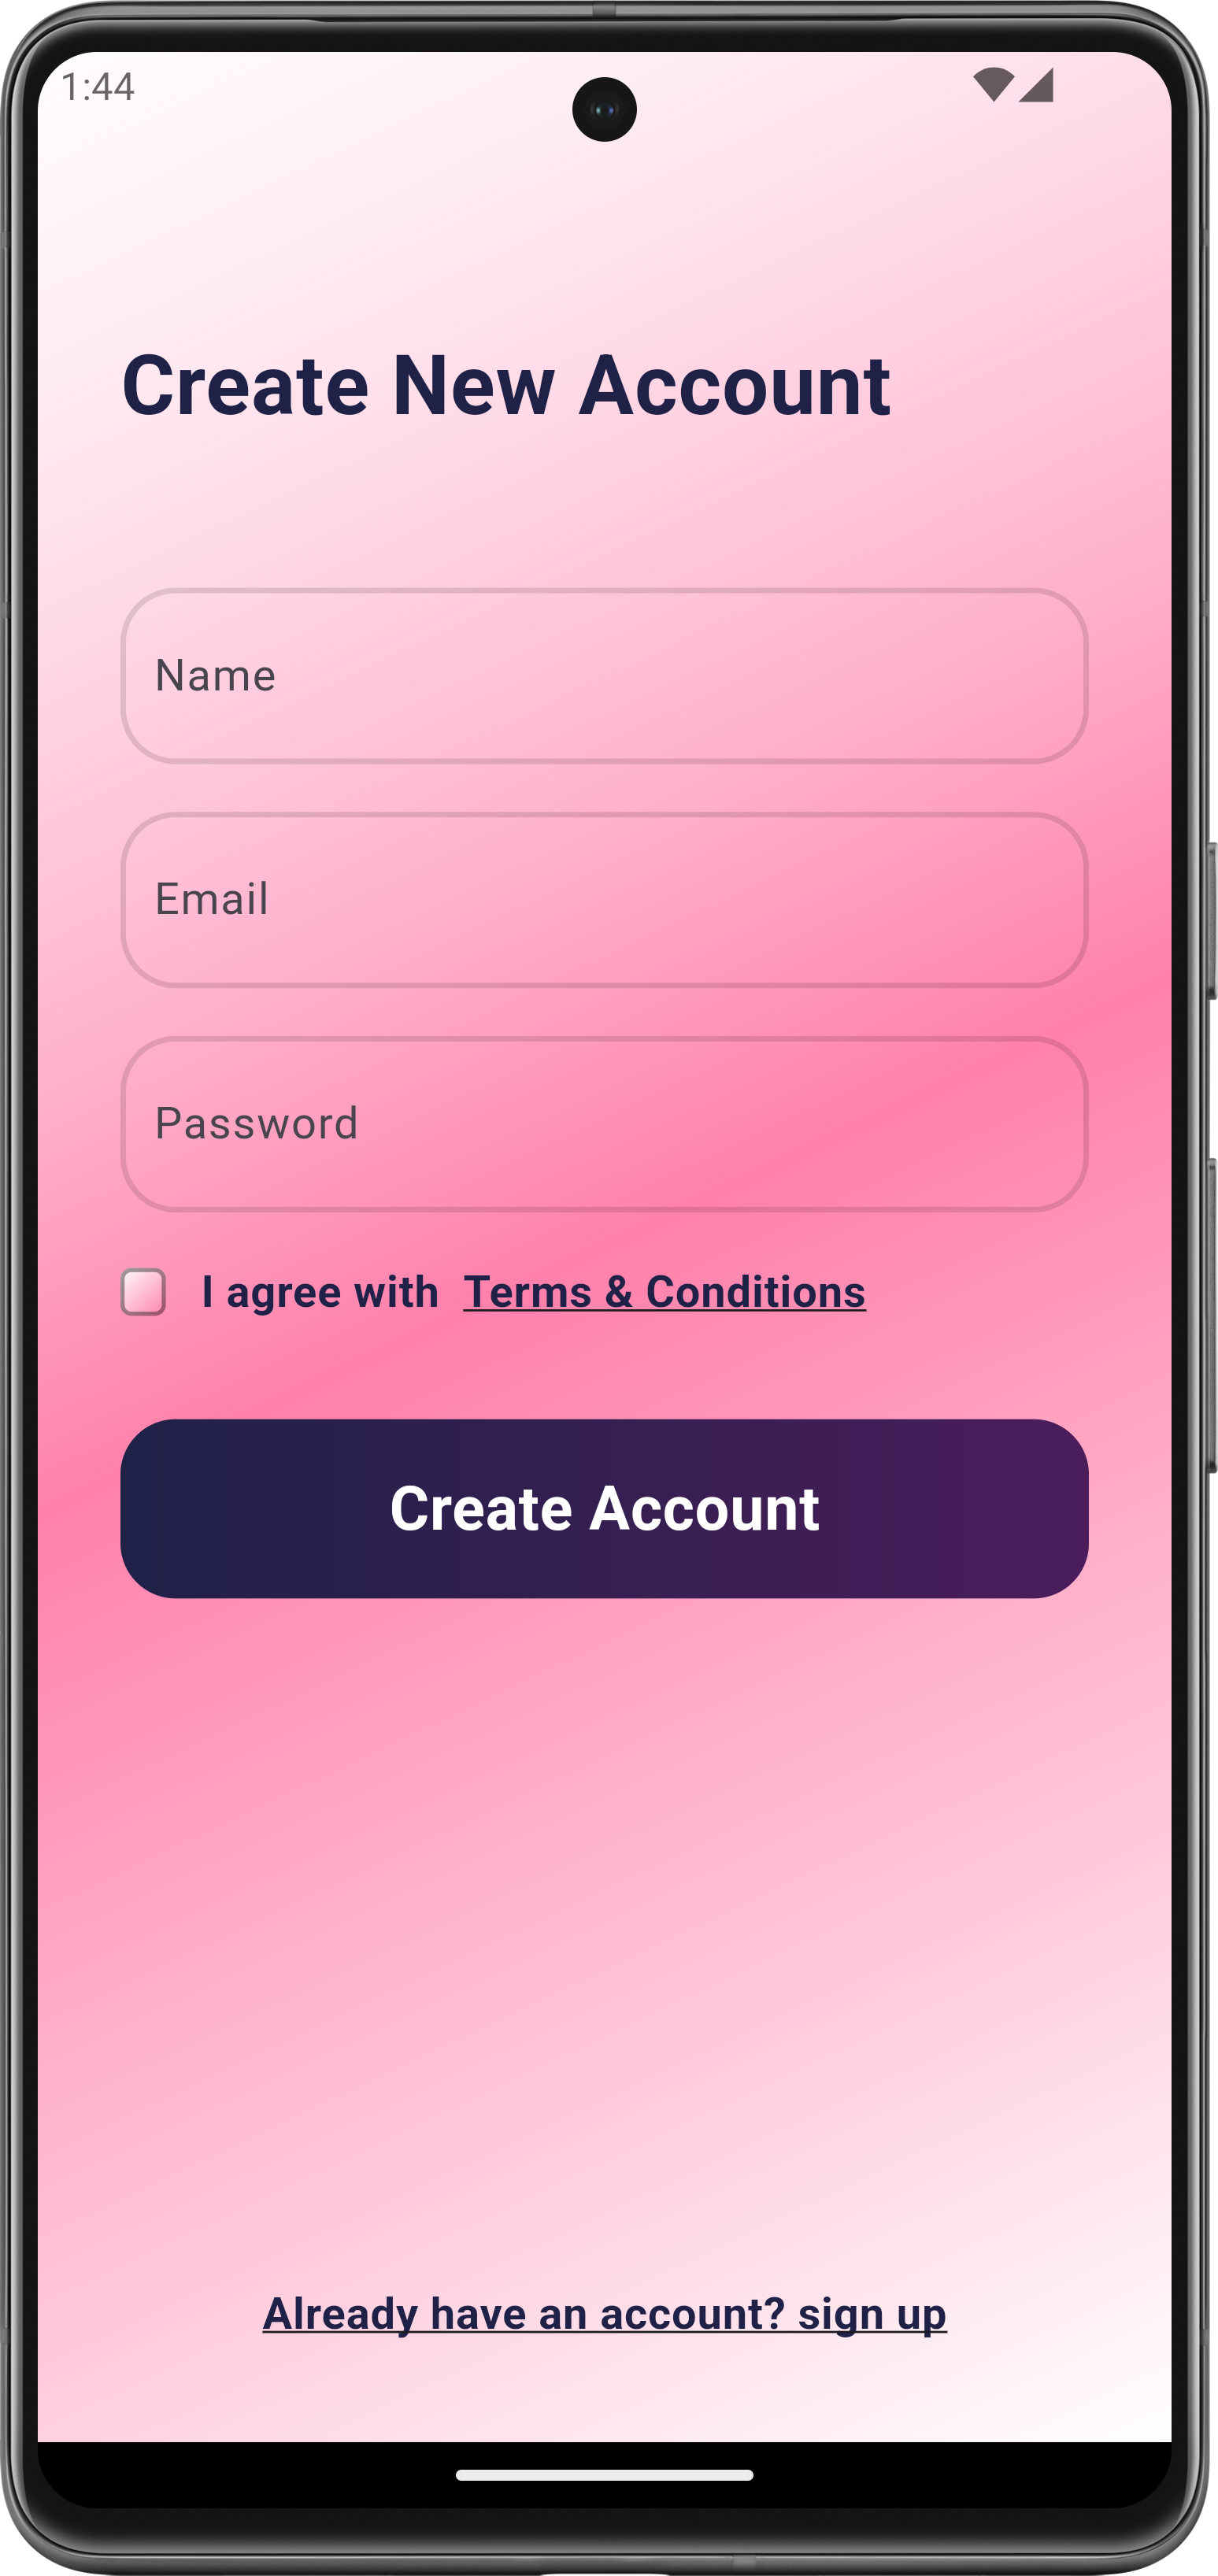 1:44
Create New Account
Name
Email
Password
I agree with Terms & Conditions
Create Account
Already have an account? sign up